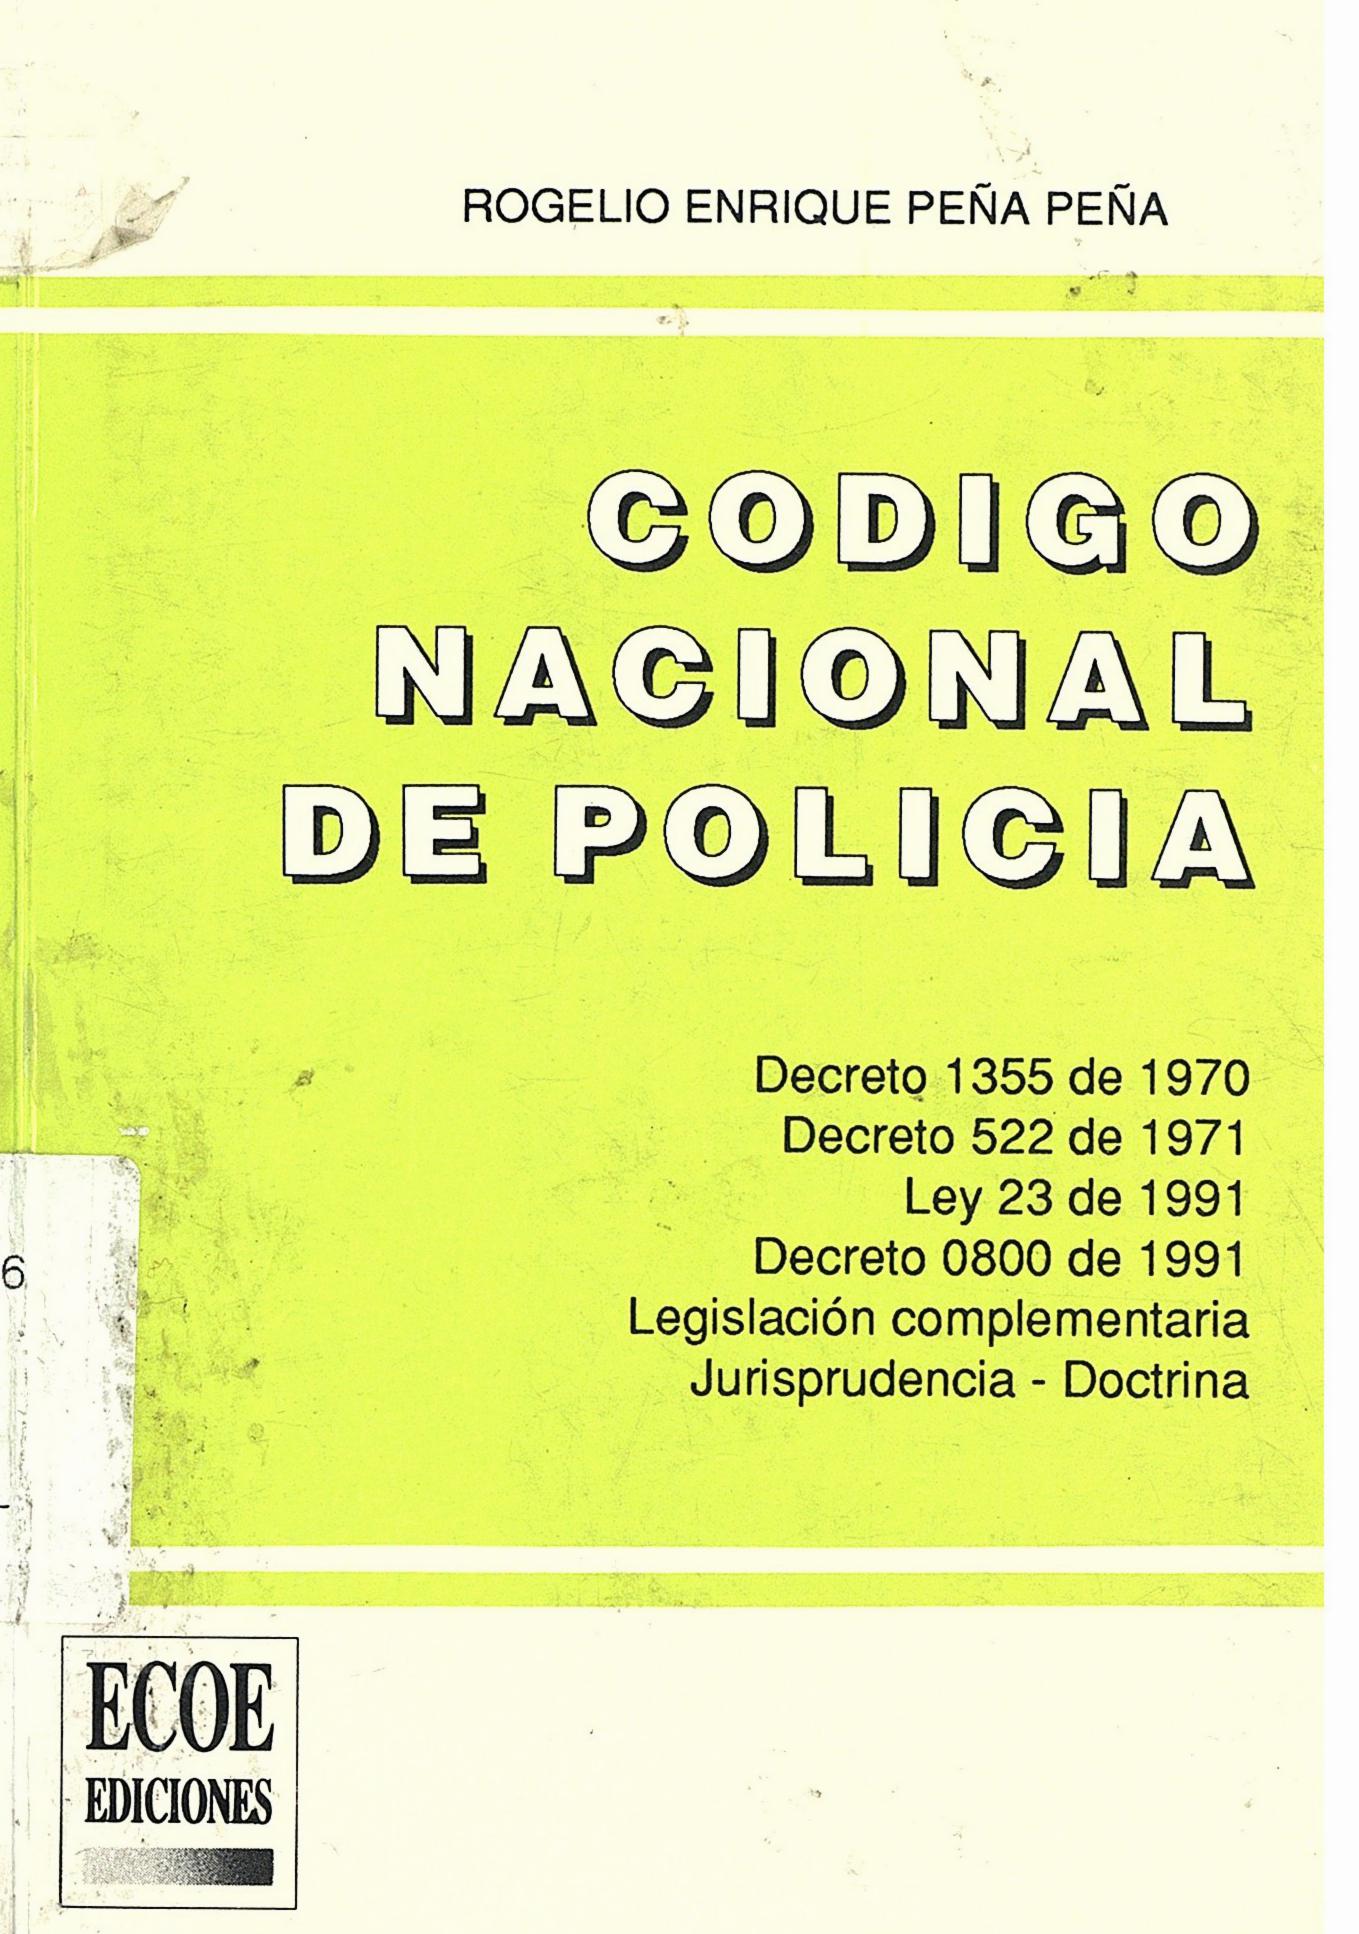 ROGELIO ENRIQUE PEÑA PEÑA
CODIGO
NACIONAL
DE POLICIA
Decreto 1355 de 1970
Decreto 522 de 1971
Ley 23 de 1991
Decreto 0800 de 1991
Legislación complementaria
Jurisprudencia - Doctrina
6
ECOE
EDICIONES